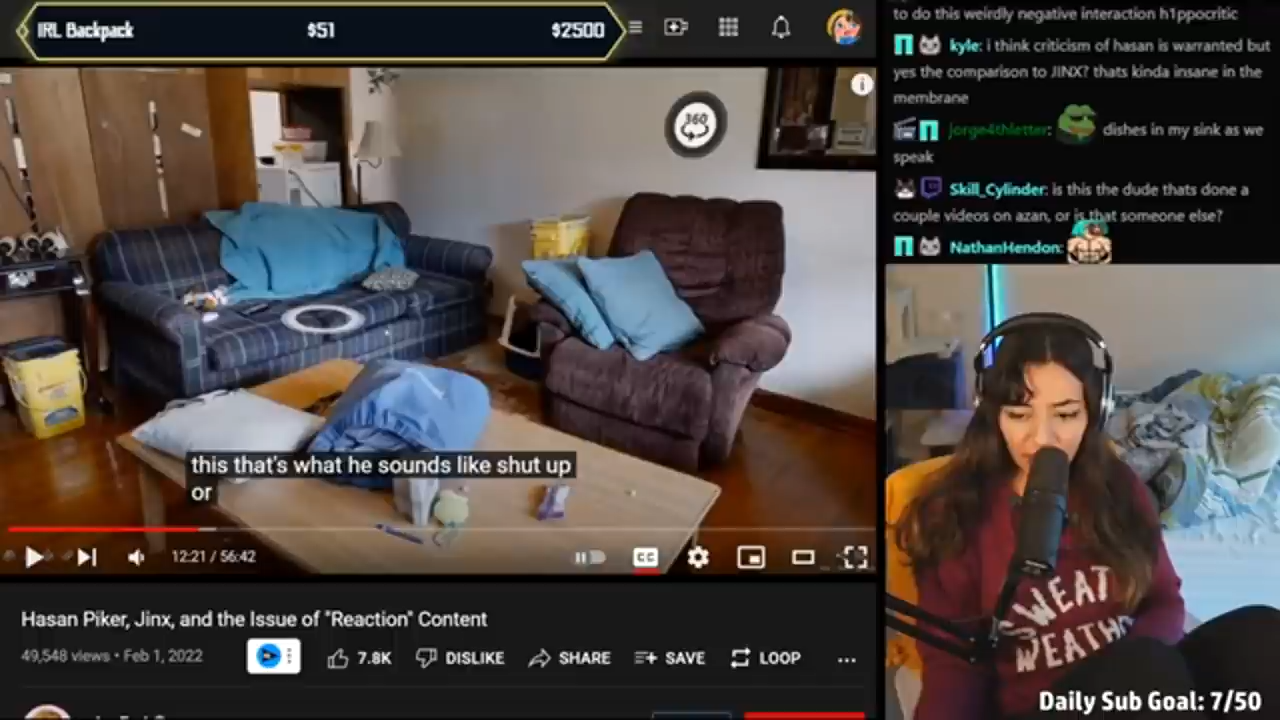 IRL Backpack $51 $2500
to do this weirdly negative interaction h1ppocritic
kyle: i think criticism of hasan is warranted but
yes the comparison to JINX? thats kinda insane in the
membrane
Jorge4thletter: dishes in my sink as we
speak
Skill_Cylinder: is this the dude thats done a
couple videos on azan, or is that someone else?
NathanHendon:
360
this that's what he sounds like shut up
or
12:21 / 56:42
CC
Hasan Piker, Jinx, and the Issue of "Reaction" Content
49,548 views • Feb 1, 2022
7.8K DISLIKE SHARE SAVE LOOP
SWEAT
WEATHER
Daily Sub Goal: 7/50